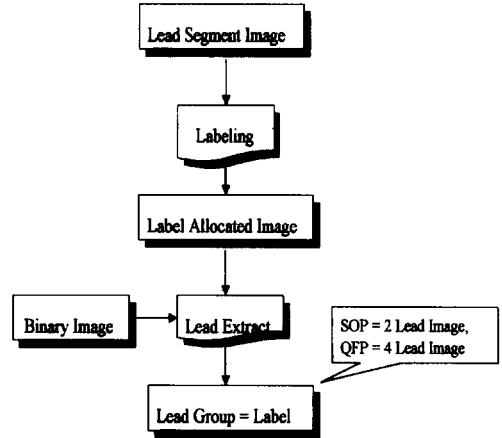 Lead Segment Image
Labeling
Label Allocated Image
Binary Image
Lead Extract
SOP = 2 Lead Image,
QFP = 4 Lead Image
Lead Group = Label